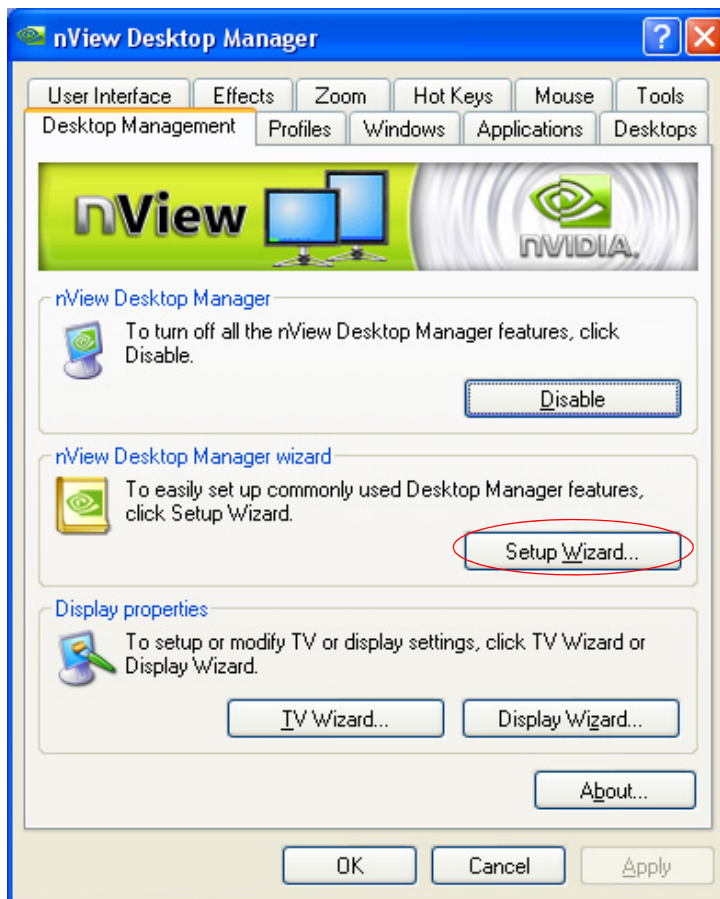 nView Desktop Manager
?
X
User Interface Effects Zoom Hot Keys Mouse Tools
Desktop Management Profiles Windows Applications Desktops
nView
nVIDIA.
nView Desktop Manager
To turn off all the nView Desktop Manager features, click
Disable.
Disable
nView Desktop Manager wizard
To easily set up commonly used Desktop Manager features,
click Setup Wizard.
Setup Wizard...
Display properties
To setup or modify TV or display settings, click TV Wizard or
Display Wizard.
TV Wizard... Display Wizard...
About...
OK Cancel Apply